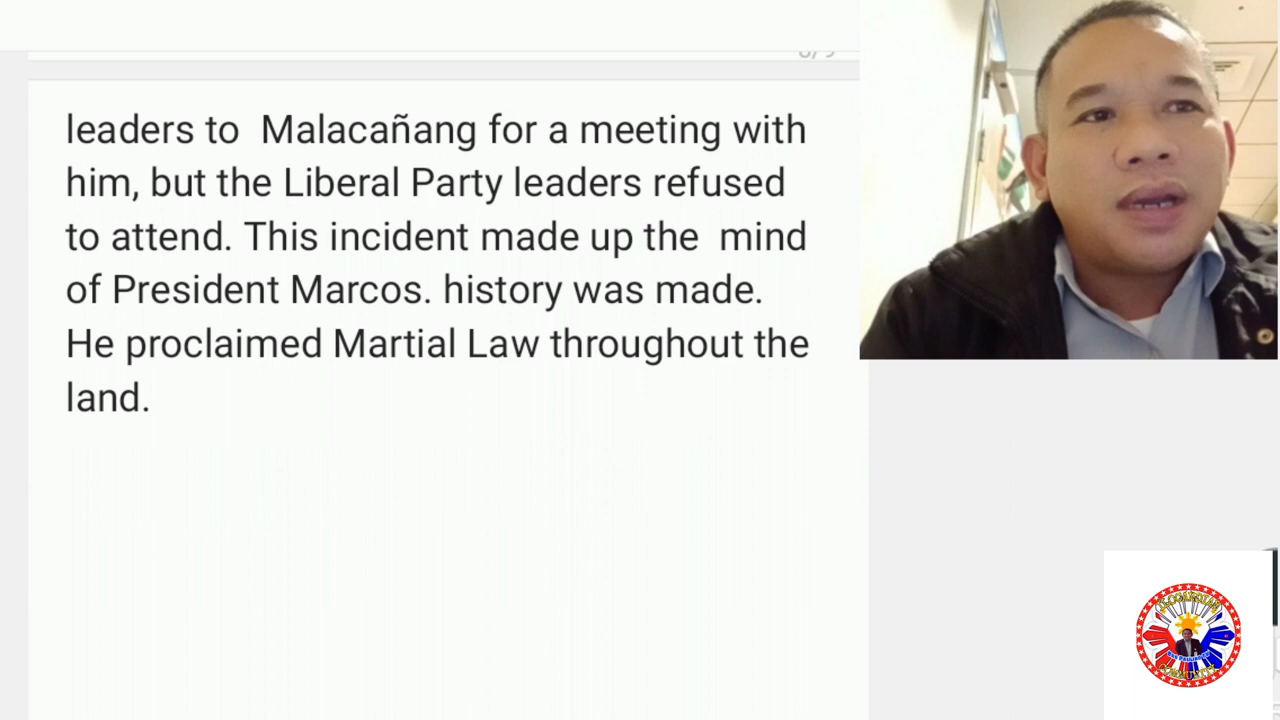 leaders to  Malacañang for a meeting with
him, but the Liberal Party leaders refused
to attend. This incident made up the  mind
of President Marcos. history was made.
He proclaimed Martial Law throughout the
land.